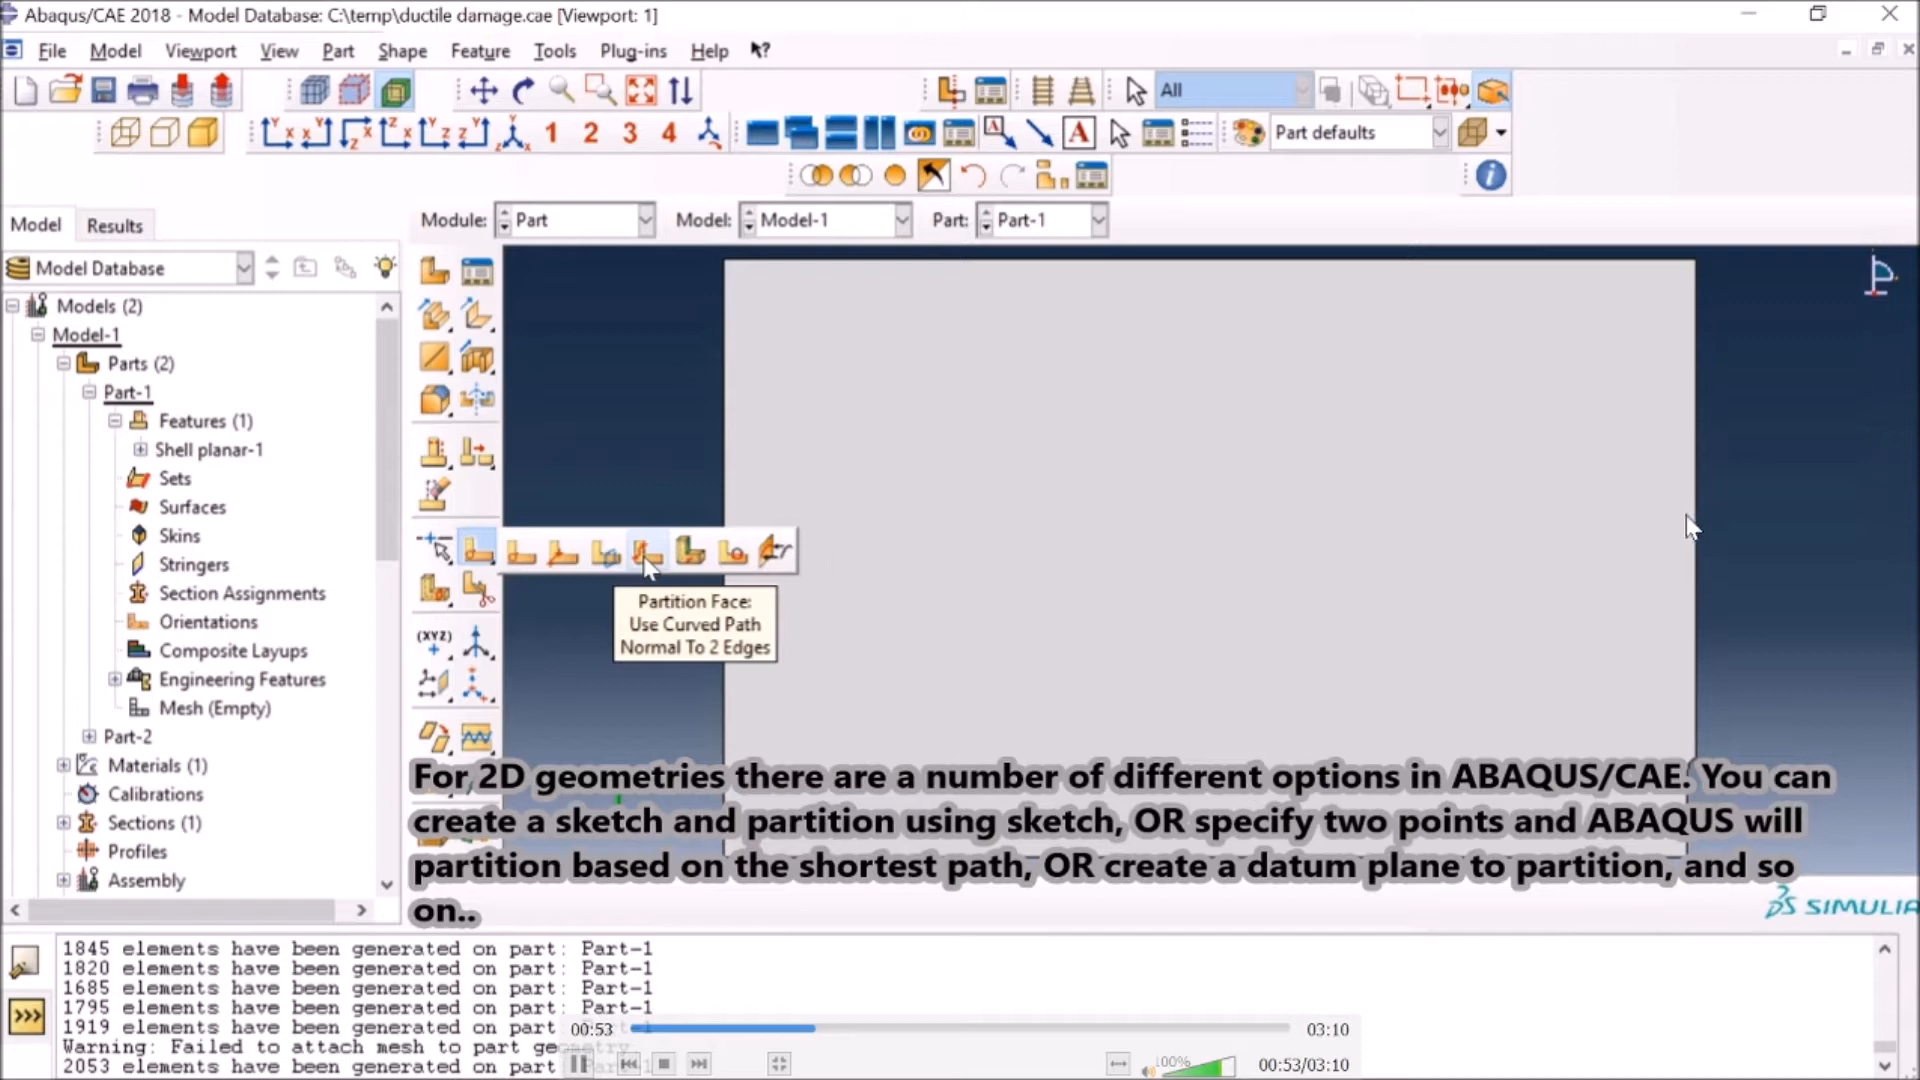 Abaqus/CAE 2018 - Model Database: C:\temp\ductile damage.cae [Viewport: 1]
File Model Viewport View Part Shape Feature Tools Plug-ins Help
All
1 2 3 4 A A Part defaults
Model Results
Module: Part Model: Model-1 Part: Part-1
Model Database
Models (2)
Model-1
Parts (2)
Part-1
Features (1)
Shell planar-1
Sets
Surfaces
Skins
Stringers
Section Assignments
Orientations
Composite Layups
Engineering Features
Mesh (Empty)
Part-2
Materials (1)
Calibrations
Sections (1)
Profiles
Assembly
(XYZ)
Partition Face:
Use Curved Path
Normal To 2 Edges
For 2D geometries there are a number of different options in ABAQUS/CAE. You can
create a sketch and partition using sketch, OR specify two points and ABAQUS will
partition based on the shortest path, OR create a datum plane to partition, and so
on..
SIMULIA
1845 elements have been generated on part: Part-1
1820 elements have been generated on part: Part-1
1685 elements have been generated on part: Part-1
1795 elements have been generated on part: Part-1
1919 elements have been generated on part
Warning: Failed to attach mesh to part geometry.
2053 elements have been generated on part
00:53 03:10
100% 00:53/03:10